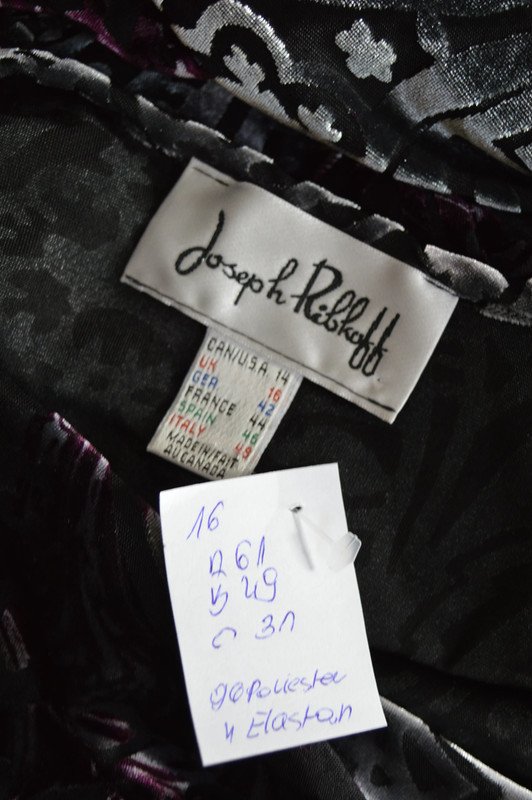 Joseph Ribkoff
CAN/U.S.A. 14
UK 16
GER 42
FRANCE 44
SPAIN 46
ITALY 49
MADE IN/FAIT
AU CANADA
16
61
49
31
96 Poliester
4 Elastan